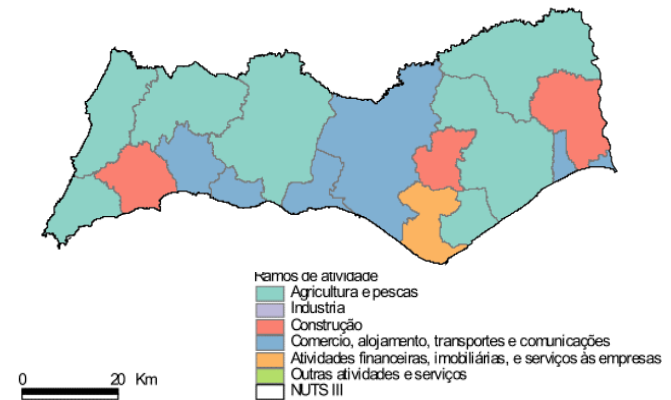 Ramos de atividade
Agricultura e pescas
Industria
Construção
Comercio, alojamento, transportes e comunicações
Atividades financeiras, imobiliárias, e serviços às empresas
Outras atividades e serviços
NUTS III
0 20 Km